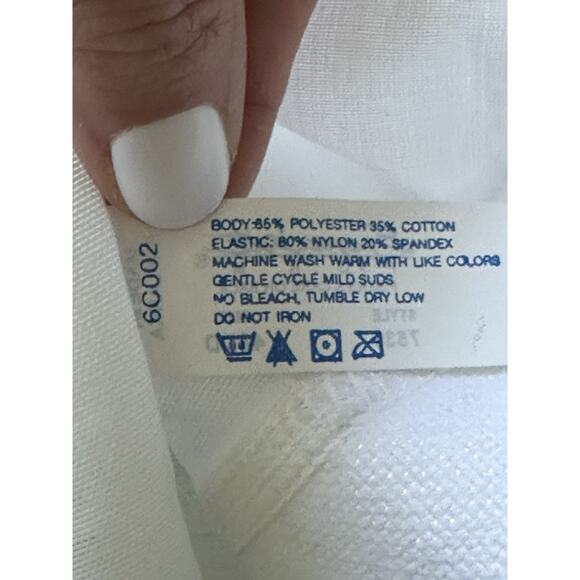 BODY 65% POLYESTER 35% COTTON
ELASTIC: 80% NYLON 20% SPANDEX
MACHINE WASH WARM WITH LIKE COLORS
GENTLE CYCLE MILD SUDS
NO BLEACH, TUMBLE DRY LOW
DO NOT IRON
6C002
STYLE